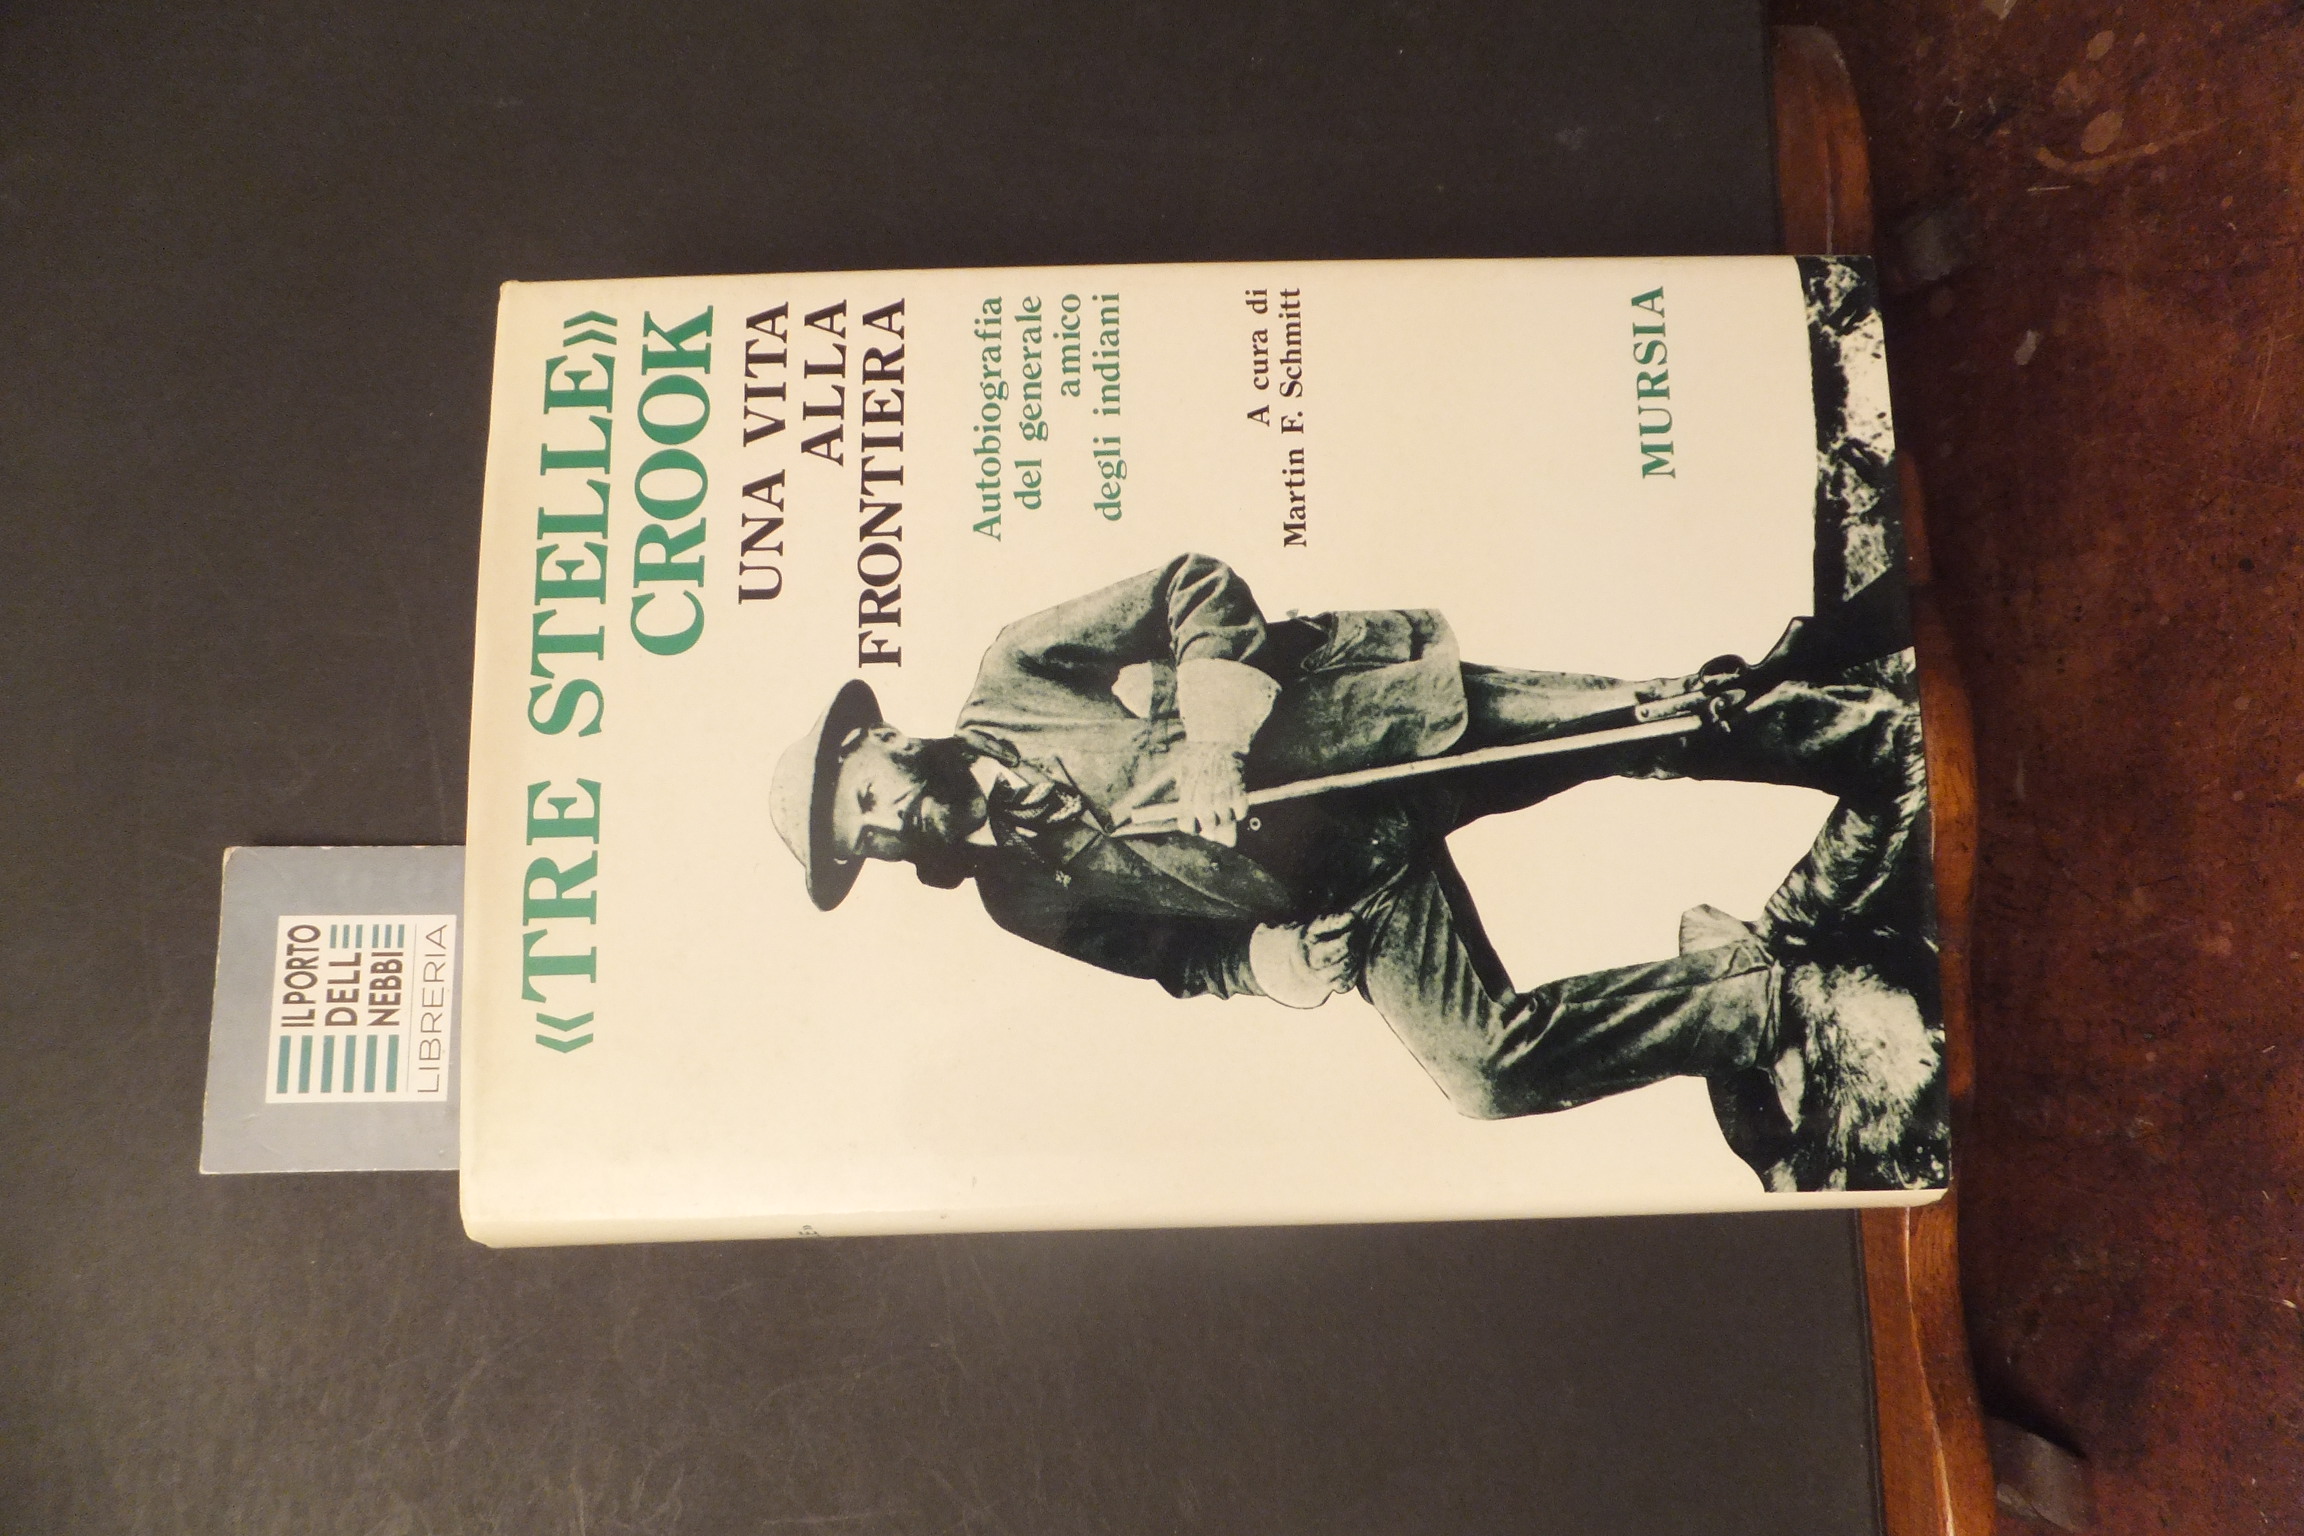 IL PORTO
DELLE
NEBBIE
LIBRERIA
«TRE STELLE»
CROOK
UNA VITA
ALLA
FRONTIERA
Autobiografia
del generale
amico
degli indiani
A cura di
Martin F. Schmitt
MURSIA